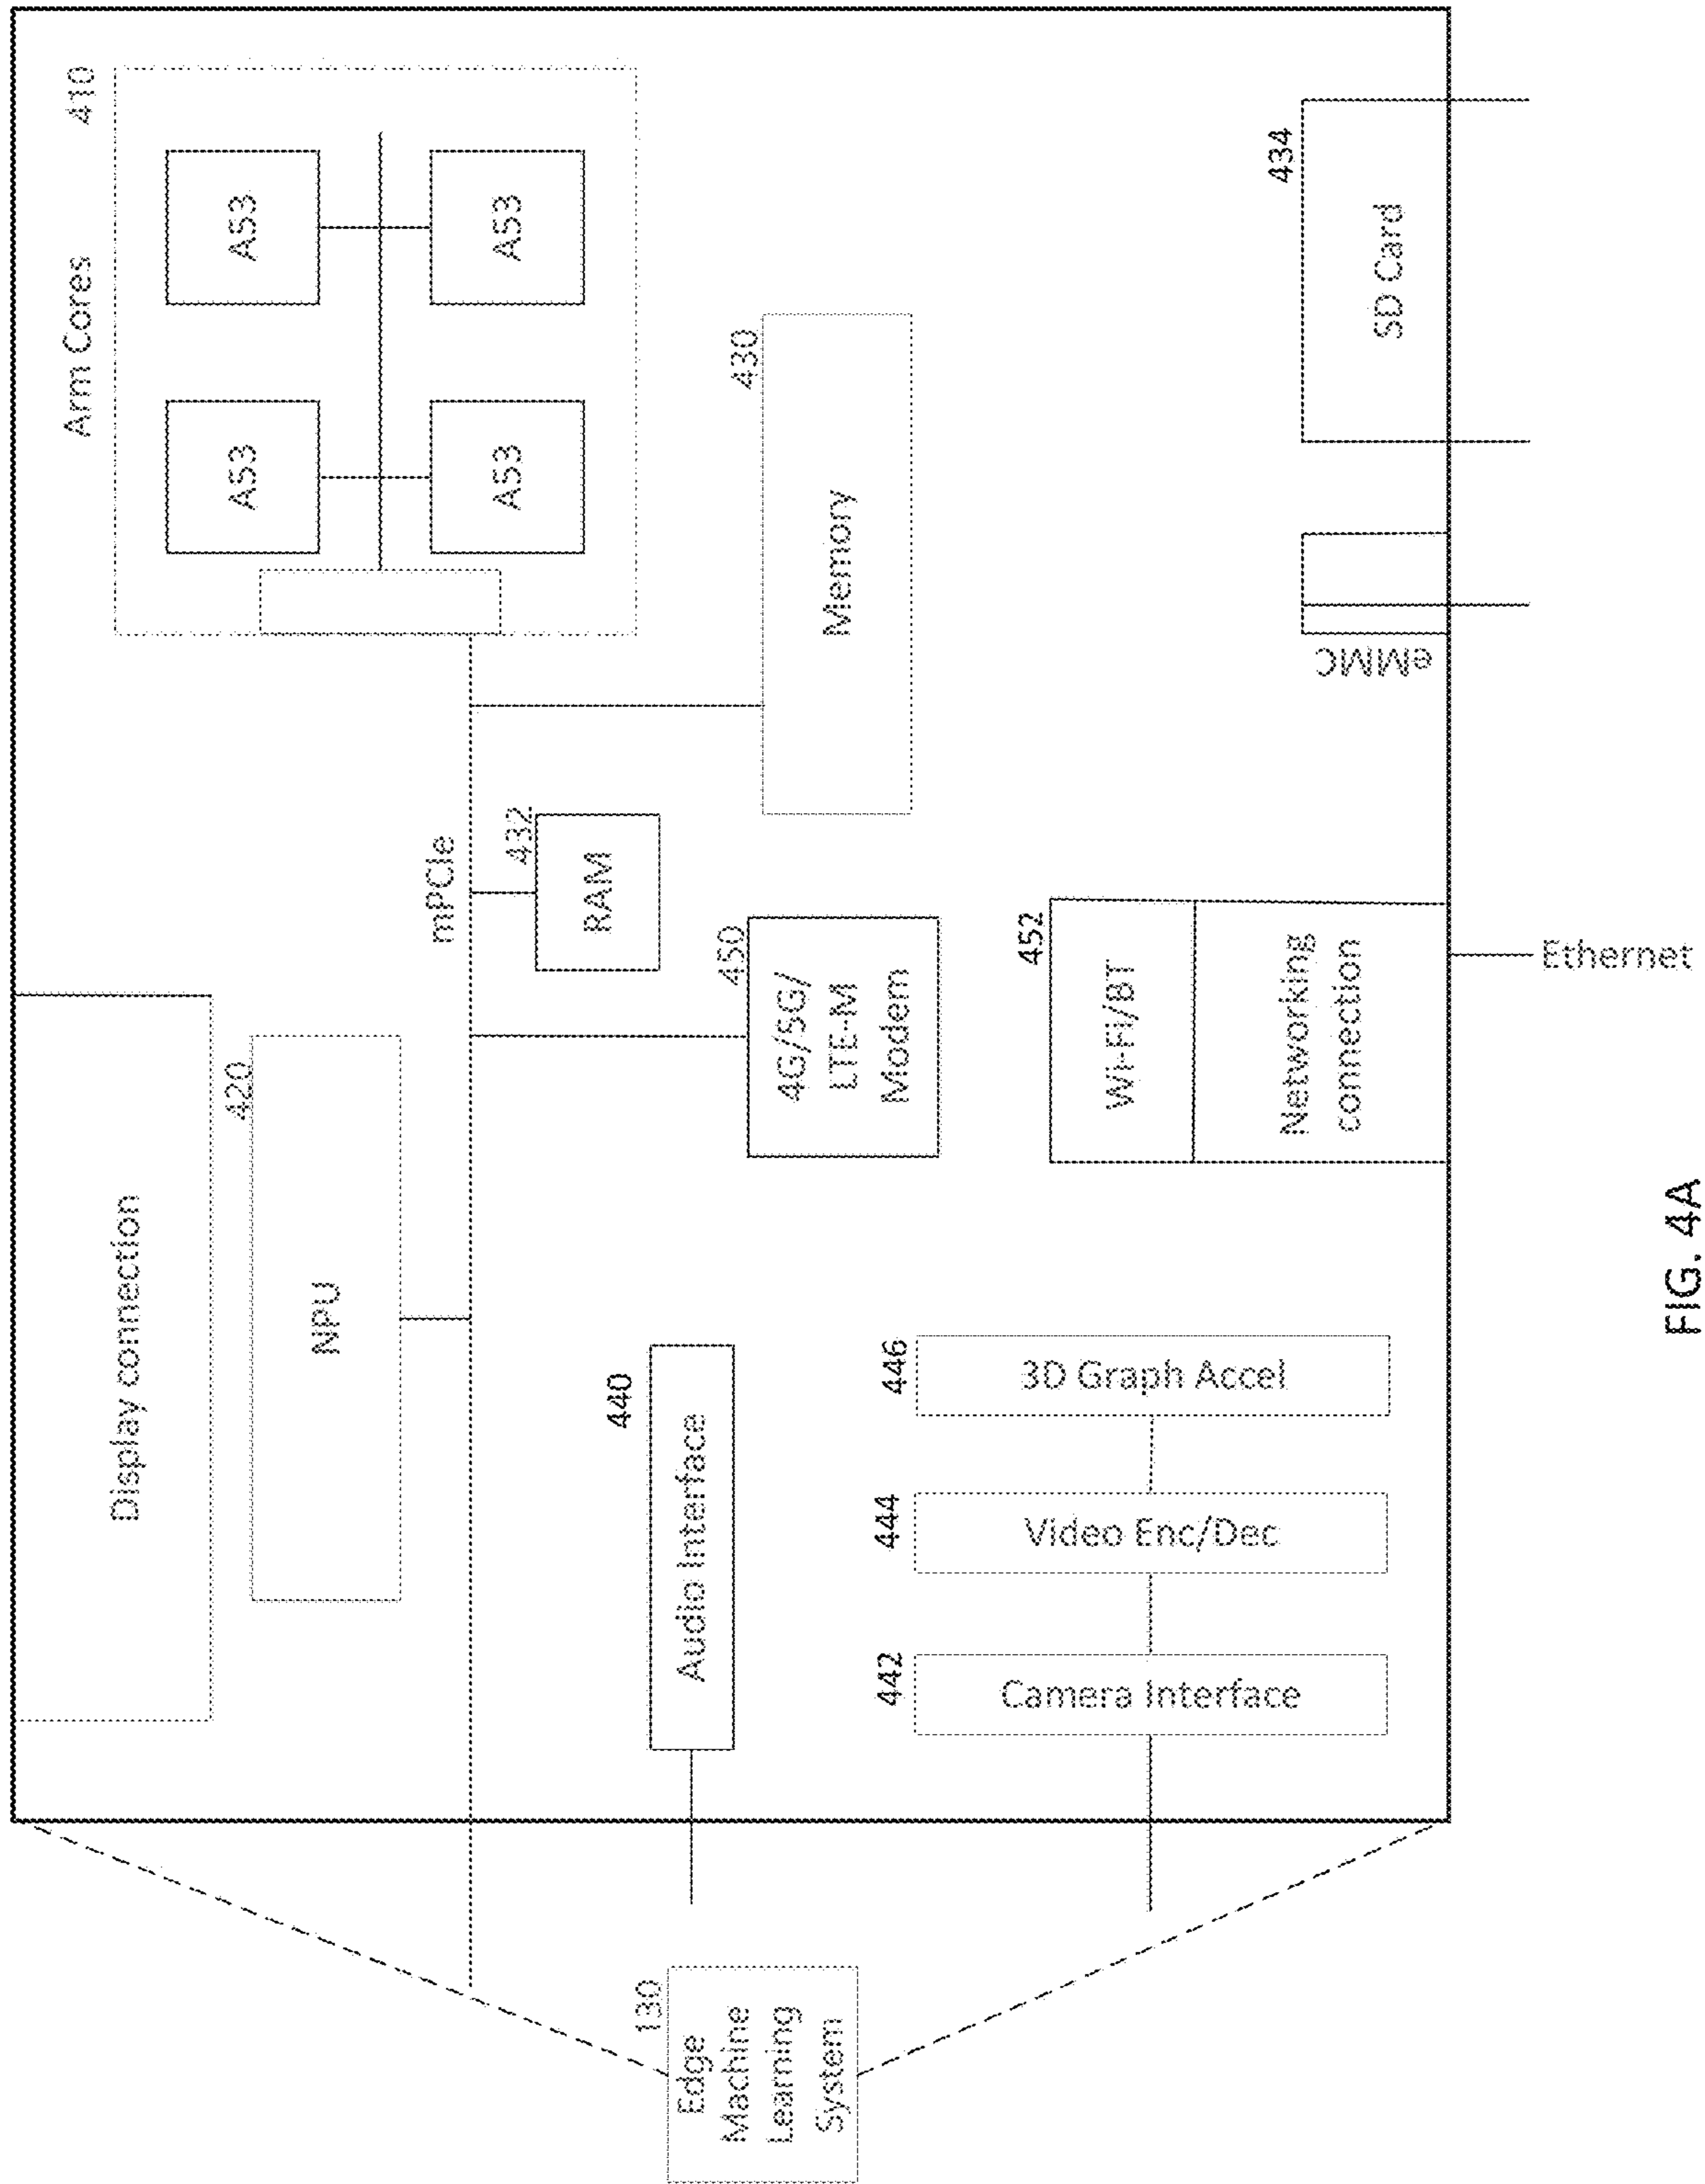 130
Edge
Machine
Learning
System
Display connection
420
NPU
mPCIe
Arm Cores
410
A53
A53
A53
A53
432
RAM
430
Memory
450
4G/5G/
LTE-M
Modem
440
Audio Interface
442
Camera Interface
444
Video Enc/Dec
446
3D Graph Accel
452
Wi-Fi/BT
Networking
connection
Ethernet
eMMC
434
SD Card
FIG. 4A